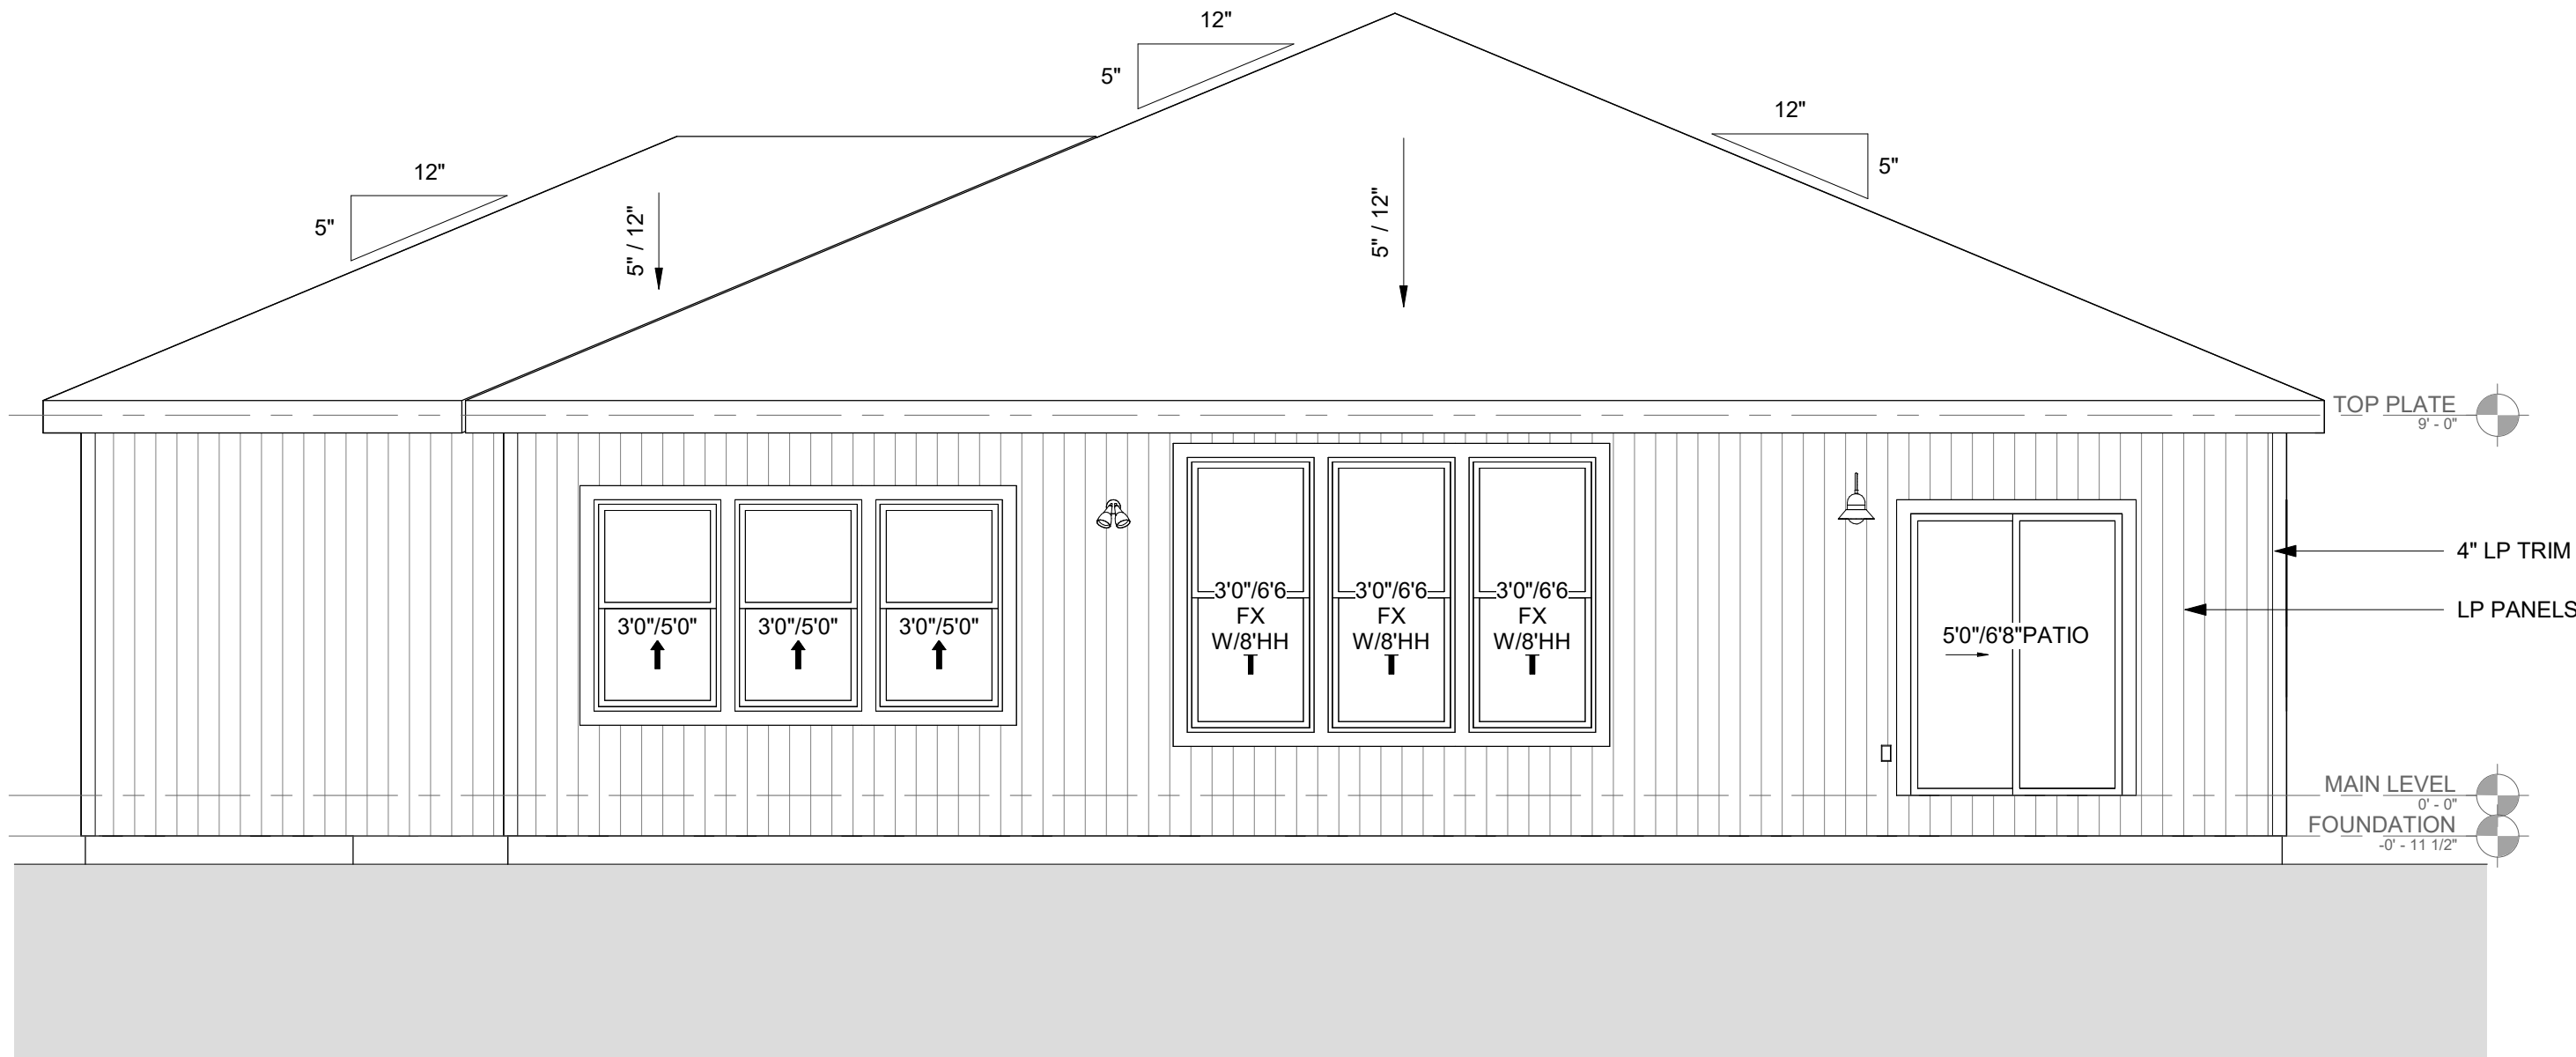 12"
5"
12"
5"
12"
5"
5" / 12"
5" / 12"
TOP PLATE
9' - 0"
4" LP TRIM
LP PANELS
3'0"/5'0"
3'0"/5'0"
3'0"/5'0"
3'0"/6'6
FX
W/8'HH
3'0"/6'6
FX
W/8'HH
3'0"/6'6
FX
W/8'HH
5'0"/6'8"PATIO
MAIN LEVEL
0' - 0"
FOUNDATION
-0' - 11 1/2"